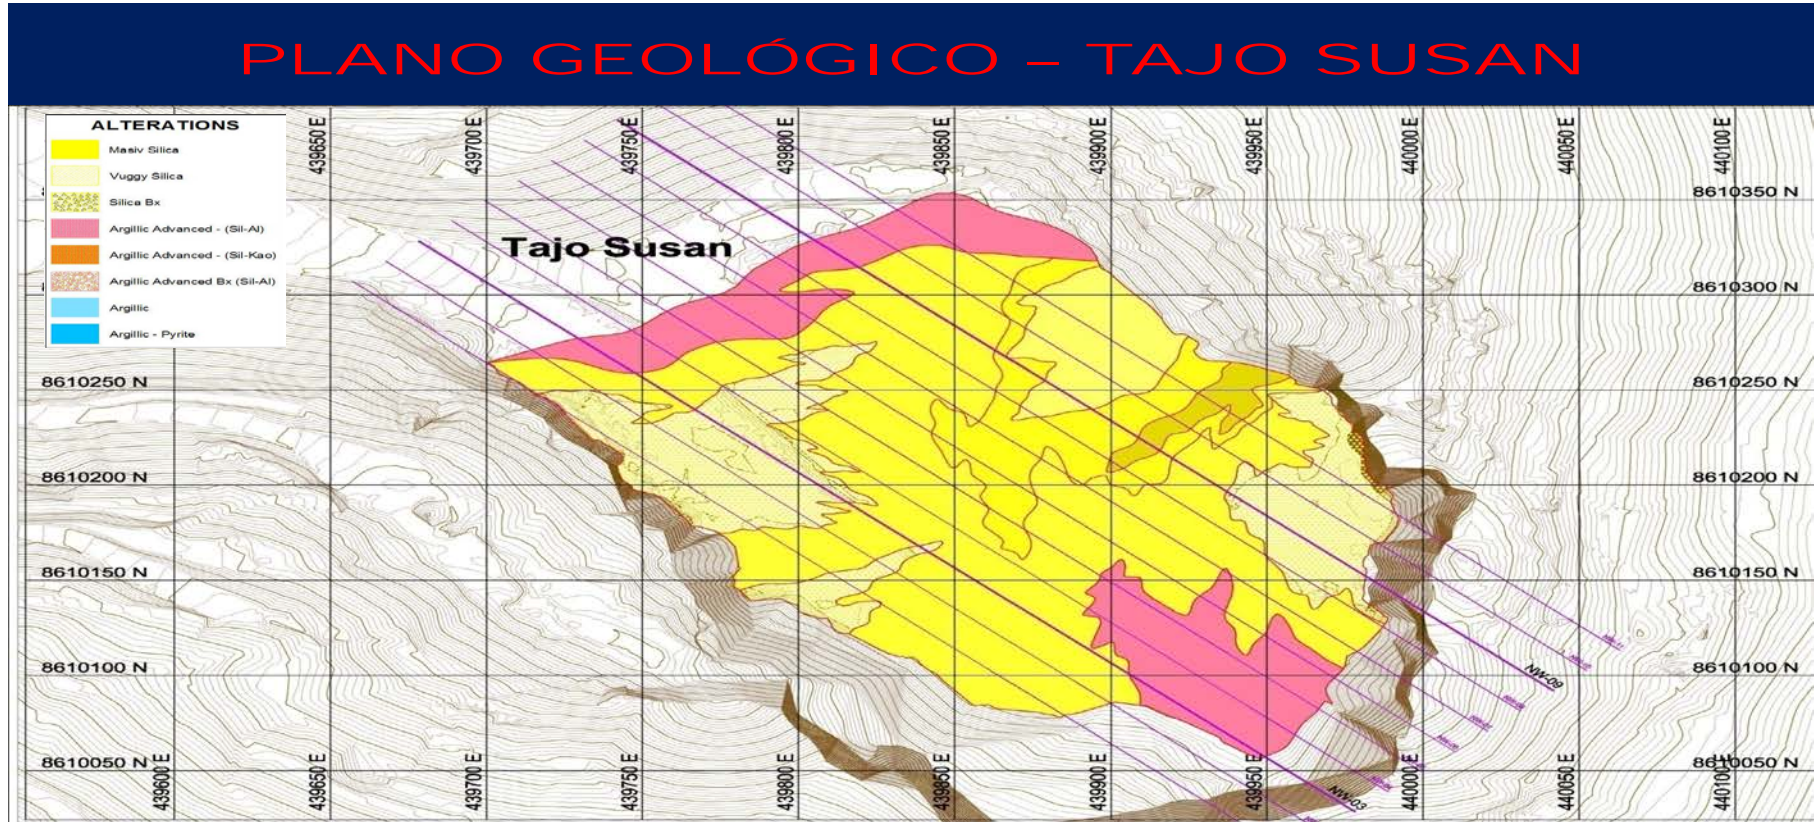 PLANO GEOLÓGICO – TAJO SUSAN
ALTERATIONS
Masiv Silica
Vuggy Silica
Silica Bx
Argillic Advanced - (Sil-Al)
Argillic Advanced - (Sil-Kao)
Argillic Advanced Bx (Sil-Al)
Argillic
Argillic - Pyrite
439650 E
439700 E
439750 E
439800 E
439850 E
439900 E
439950 E
440000 E
440050 E
440100 E
Tajo Susan
8610350 N
8610300 N
8610250 N
8610250 N
8610200 N
8610200 N
8610150 N
8610150 N
8610100 N
8610100 N
8610050 N
8610050 N
NW-09
NW-03
439600 E
439650 E
439700 E
439750 E
439800 E
439850 E
439900 E
439950 E
440000 E
440050 E
440100 E